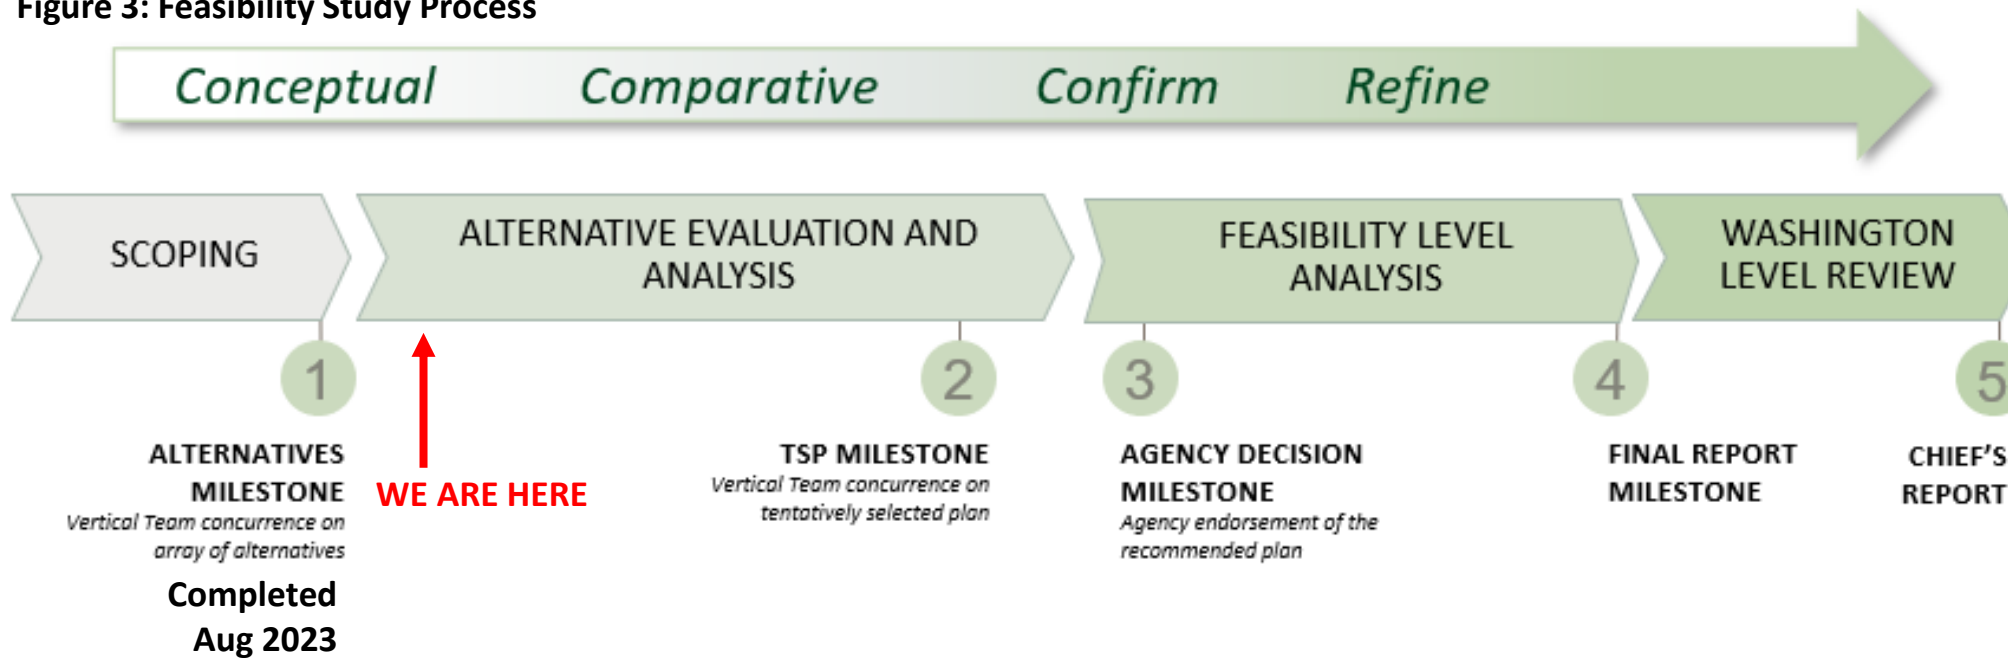 Figure 3: Feasibility Study Process
Conceptual Comparative Confirm Refine
SCOPING
ALTERNATIVE EVALUATION AND
ANALYSIS
FEASIBILITY LEVEL
ANALYSIS
WASHINGTON
LEVEL REVIEW
1
ALTERNATIVES
MILESTONE
Vertical Team concurrence on
array of alternatives
Completed
Aug 2023
WE ARE HERE
2
TSP MILESTONE
Vertical Team concurrence on
tentatively selected plan
3
AGENCY DECISION
MILESTONE
Agency endorsement of the
recommended plan
4
FINAL REPORT
MILESTONE
5
CHIEF'S
REPORT